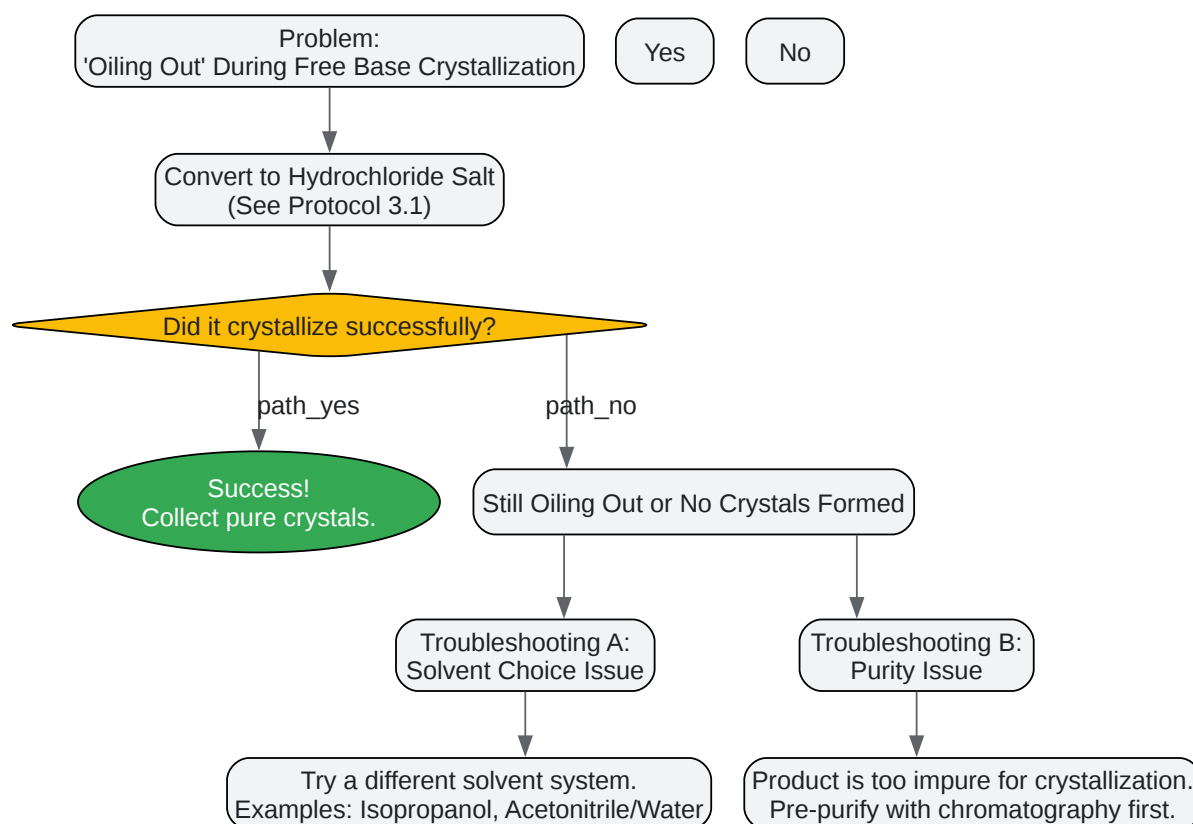 Problem:
'Oiling Out' During Free Base Crystallization
Yes
No
Convert to Hydrochloride Salt
(See Protocol 3.1)
Did it crystallize successfully?
path_yes
path_no
Success!
Collect pure crystals.
Still Oiling Out or No Crystals Formed
Troubleshooting A:
Solvent Choice Issue
Troubleshooting B:
Purity Issue
Try a different solvent system.
Examples: Isopropanol, Acetonitrile/Water
Product is too impure for crystallization.
Pre-purify with chromatography first.